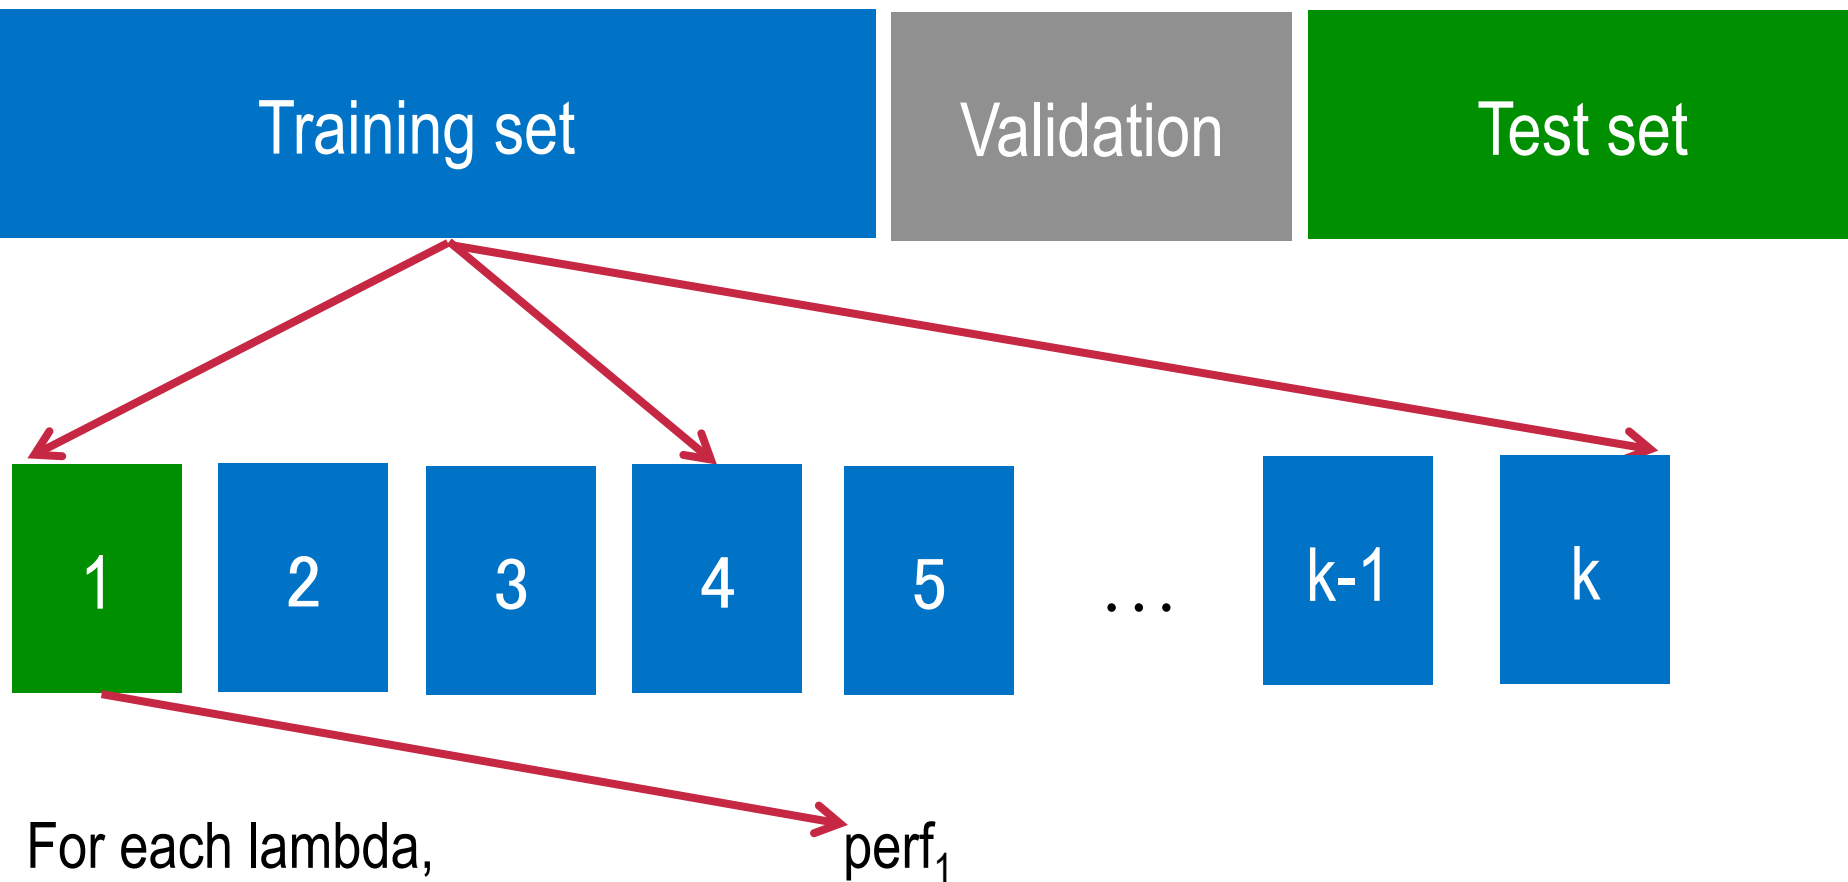 Training set Validation Test set
1 2 3 4 5 ... k-1 k
For each lambda, perf₁